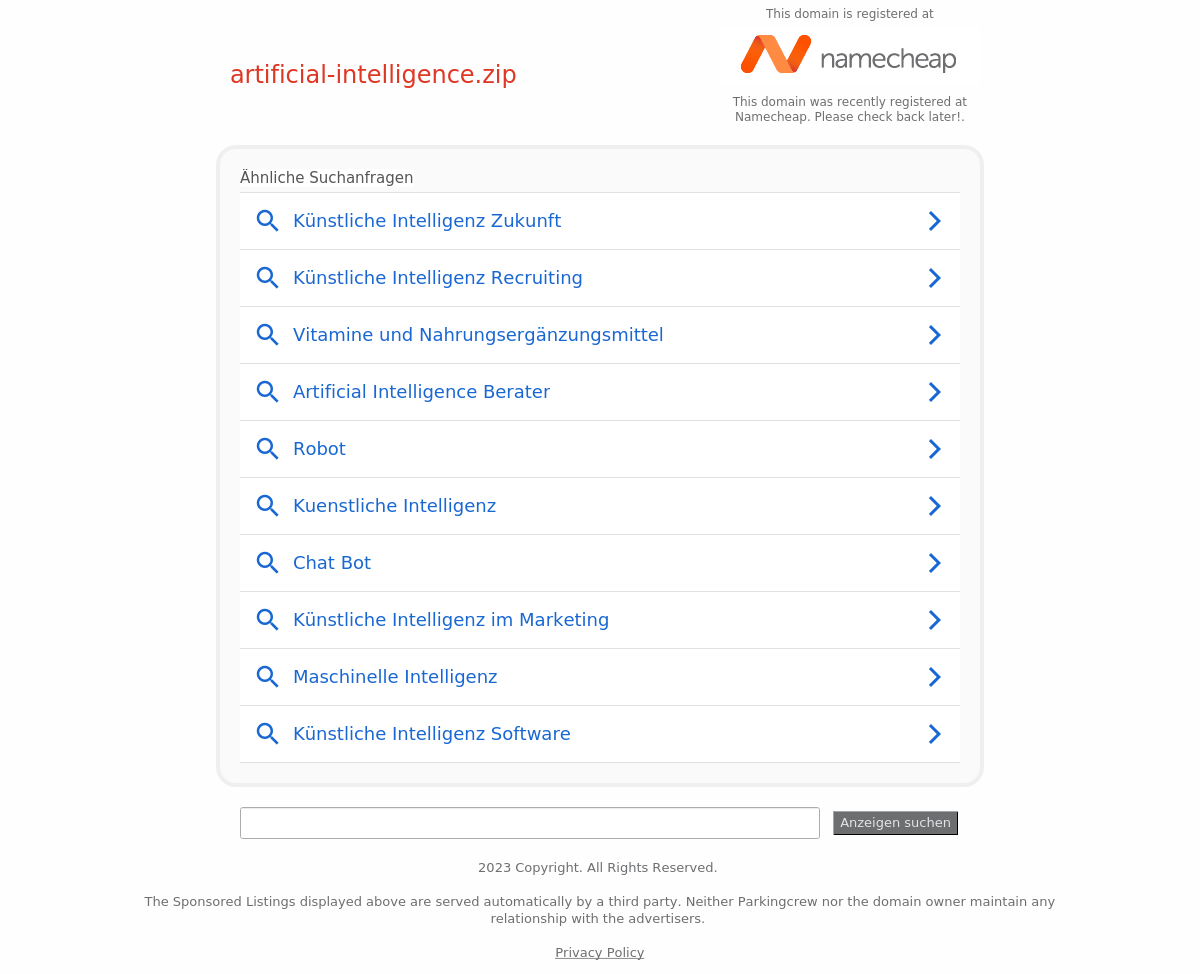 This domain is registered at
namecheap
artificial-intelligence.zip
This domain was recently registered at
Namecheap. Please check back later!.
Ähnliche Suchanfragen
Künstliche Intelligenz Zukunft
Künstliche Intelligenz Recruiting
Vitamine und Nahrungsergänzungsmittel
Artificial Intelligence Berater
Robot
Kuenstliche Intelligenz
Chat Bot
Künstliche Intelligenz im Marketing
Maschinelle Intelligenz
Künstliche Intelligenz Software
Anzeigen suchen
2023 Copyright. All Rights Reserved.
The Sponsored Listings displayed above are served automatically by a third party. Neither Parkingcrew nor the domain owner maintain any
relationship with the advertisers.
Privacy Policy